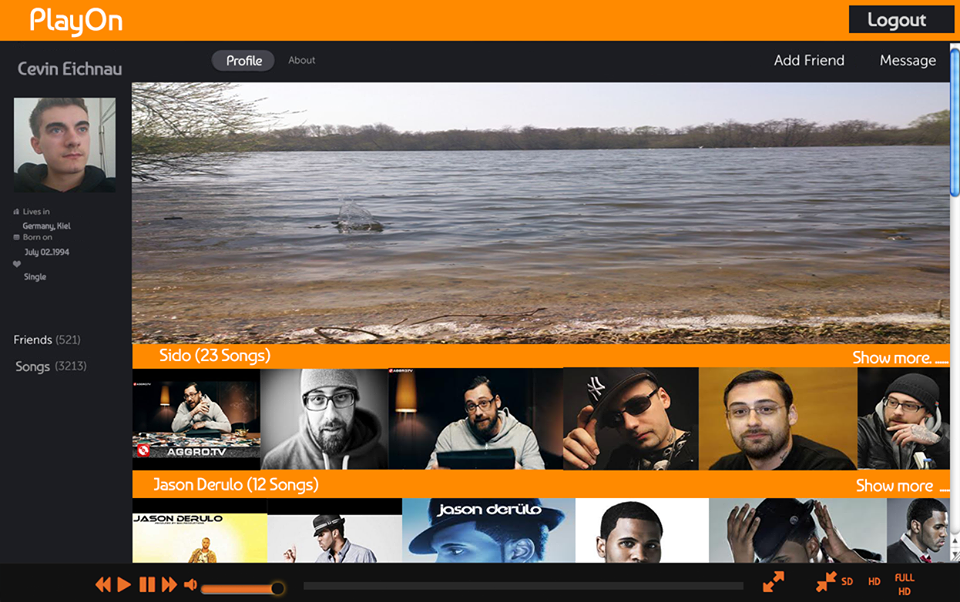 PlayOn
Logout
Cevin Eichnau
Profile
About
Add Friend
Message
Lives in
Germany, Kiel
Born on
July 02.1994
Single
Friends (521)
Songs (3213)
Sido (23 Songs)
Show more. .....
AGGRO.TV
AGGRO.TV
Jason Derulo (12 Songs)
Show more ....
JASON DERULO
jason derülo
SD
HD
FULL
HD